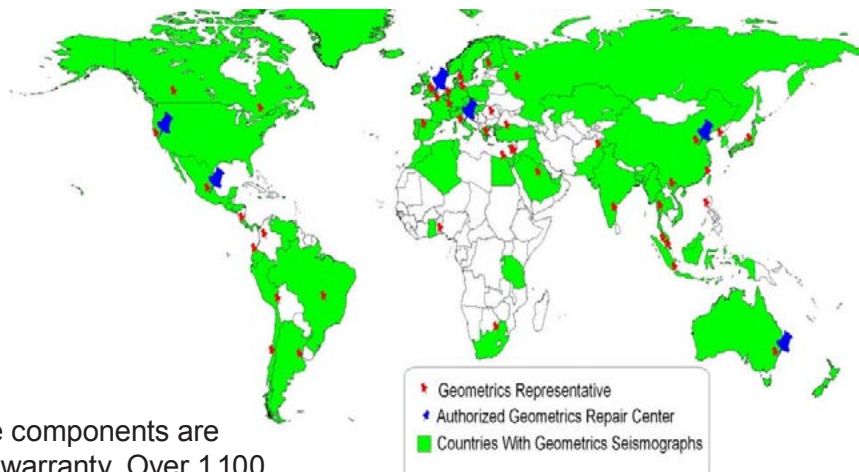 Geometrics Representative
Authorized Geometrics Repair Center
Countries With Geometrics Seismographs
e components are
warranty. Over 1,100